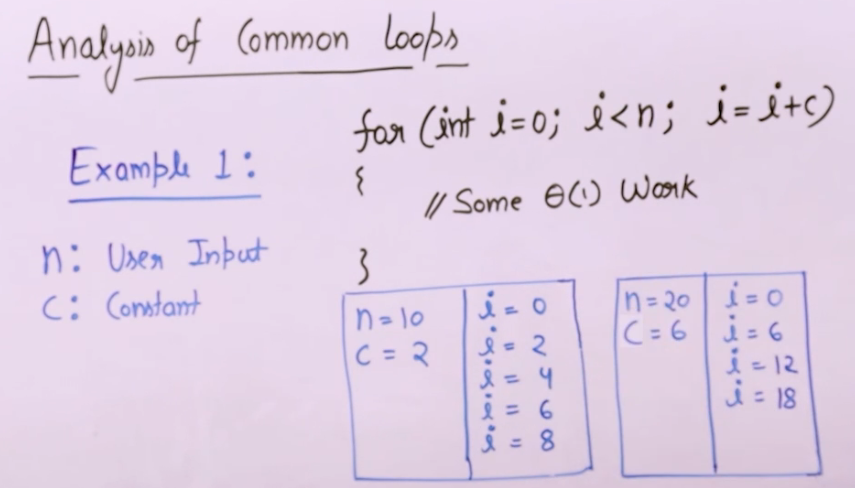 Analysis of Common Loops
for (int i=0; i<n; i=i+c)
{
// Some Θ(1) Work
}
Example 1:
n: User Input
C: Constant
n=10
C = 2
i = 0
i = 2
i = 4
i = 6
i = 8
n=20
C = 6
i = 0
i = 6
i = 12
i = 18